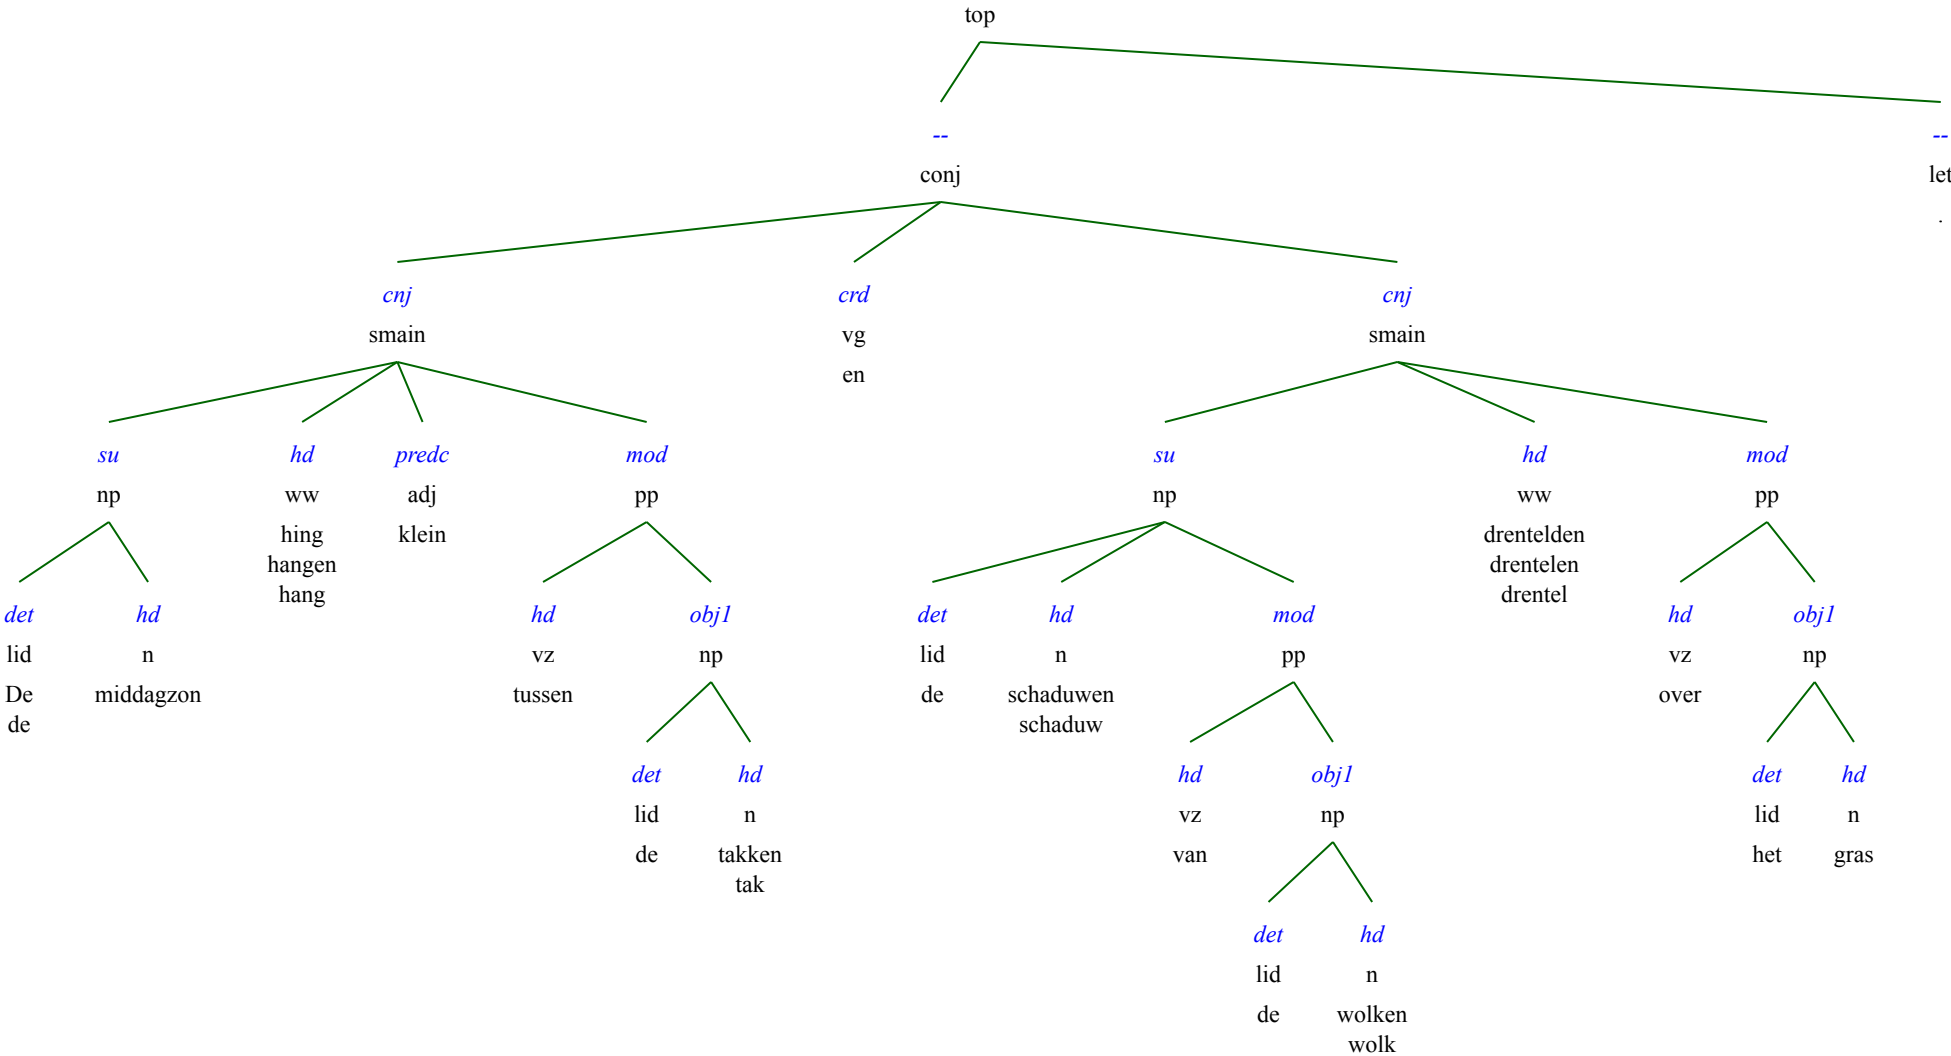 top
-- --
conj let
.
cnj crd cnj
smain vg smain
en
su hd predc mod su hd mod
np ww adj pp np ww pp
hing klein drentelden
hangen drentelen
hang drentel
det hd hd obj1 det hd mod hd obj1
lid n vz np lid n pp vz np
De middagzon tussen de schaduwen over
de schaduw
det hd hd obj1 det hd
lid n vz np lid n
de takken van het gras
tak
det hd
lid n
de wolken
wolk